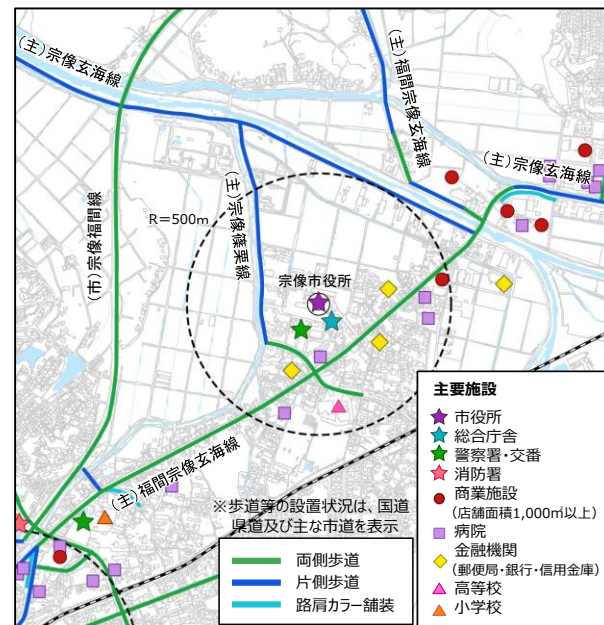 (主)宗像玄海線
(主)福間宗像玄海線
(主)宗像玄海線
R=500m
(主)宗像篠栗線
(市)宗像福間線
宗像市役所
(主)福間宗像玄海線
※歩道等の設置状況は、国道
県道及び主な市道を表示
両側歩道
片側歩道
路肩カラー舗装
主要施設
市役所
総合庁舎
警察署・交番
消防署
商業施設
(店舗面積1,000㎡以上)
病院
金融機関
(郵便局・銀行・信用金庫)
高等校
小学校